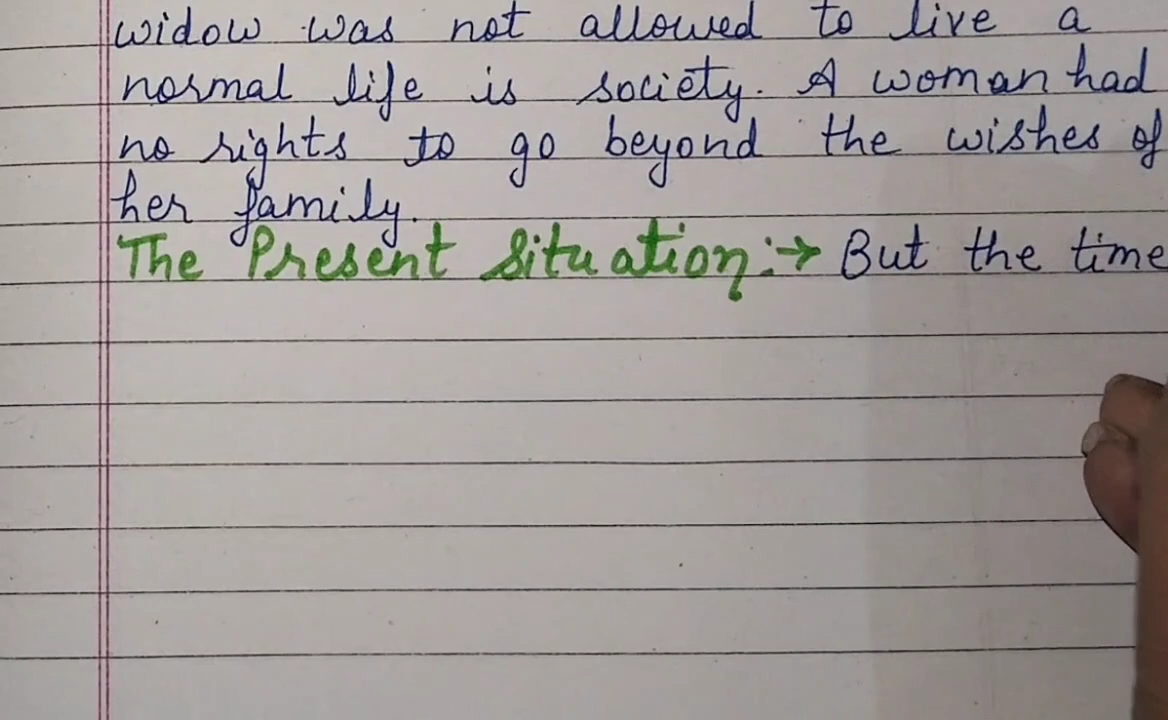 widow was not allowed to live a
normal life is society. A woman had
no rights to go beyond the wishes of
her family.
The Present Situation :→ But the time